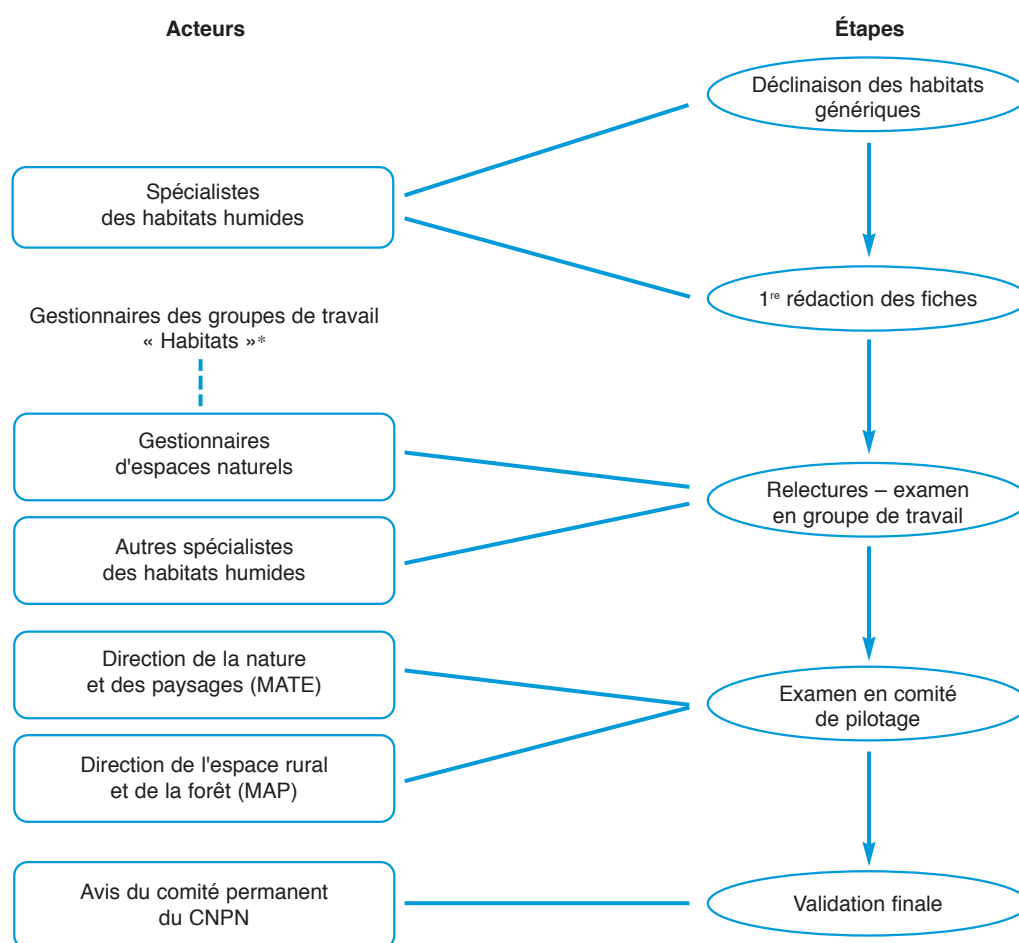 Acteurs
Étapes
Déclinaison des habitats
génériques
Spécialistes
des habitats humides
1re rédaction des fiches
Gestionnaires des groupes de travail
« Habitats »*
Gestionnaires
d'espaces naturels
Relectures – examen
en groupe de travail
Autres spécialistes
des habitats humides
Direction de la nature
et des paysages (MATE)
Examen en comité
de pilotage
Direction de l'espace rural
et de la forêt (MAP)
Avis du comité permanent
du CNPN
Validation finale